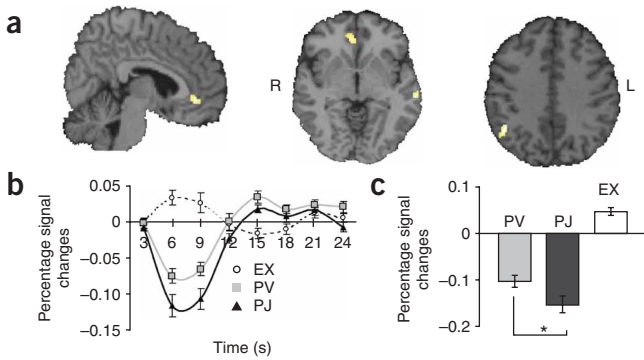 a
R
L
b
Percentage signal
changes
0.05
0
−0.05
−0.10
−0.15
3 6 9 12 15 18 21 24
EX
PV
PJ
Time (s)
c
Percentage signal
changes
0.1
0
−0.1
−0.2
PV PJ EX
*